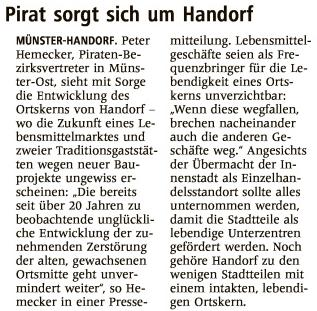 Pirat sorgt sich um Handorf
MÜNSTER-HANDORF. Peter
Hemecker, Piraten-Be-
zirksvertreter in Müns-
ter-Ost, sieht mit Sorge
die Entwicklung des
Ortskerns von Handorf –
wo die Zukunft eines Le-
bensmittelmarktes und
zweier Traditionsgaststät-
ten wegen neuer Bau-
projekte ungewiss er-
scheinen: „Die bereits
seit über 20 Jahren zu
beobachtende unglückli-
che Entwicklung der zu-
nehmenden Zerstörung
der alten, gewachsenen
Ortsmitte geht unver-
mindert weiter“, so He-
mecker in einer Presse-
mitteilung. Lebensmittel-
geschäfte seien als Fre-
quenzbringer für die Le-
bendigkeit eines Orts-
kerns unverzichtbar:
„Wenn diese wegfallen,
brechen nacheinander
auch die anderen Ge-
schäfte weg.“ Angesichts
der Übermacht der In-
nenstadt als Einzelhan-
delsstandort sollte alles
unternommen werden,
damit die Stadtteile als
lebendige Unterzentren
gefördert werden. Noch
gehöre Handorf zu den
wenigen Stadtteilen mit
einem intakten, lebendi-
gen Ortskern.